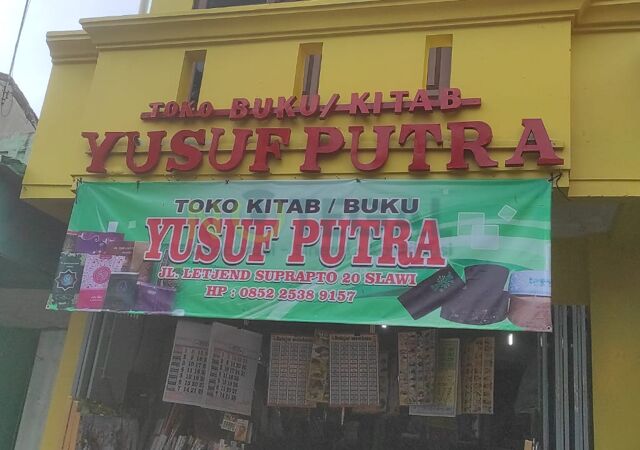 TOKO BUKU/KITAB
YUSUF PUTRA
TOKO KITAB / BUKU
YUSUF PUTRA
JL. LETJEND SUPRAPTO 20 SLAWI
HP : 0852 2538 9157